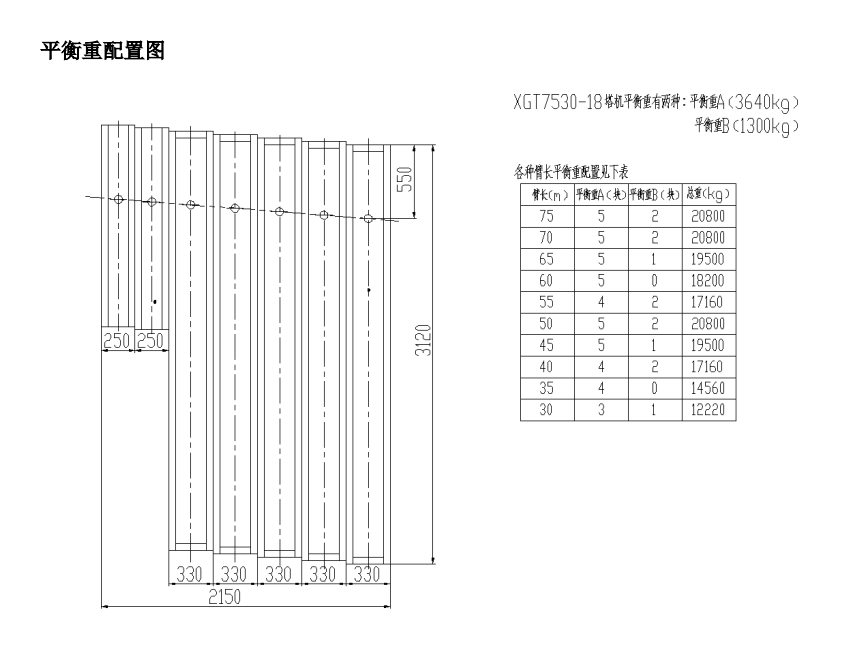 平衡重配置图
XGT7530-18塔机平衡重有两种：平衡重A（3640kg）
平衡重B（1300kg）
各种臂长平衡重配置见下表
臂长(m) 平衡重A(块) 平衡重B(块) 总重(kg)
75 5 2 20800
70 5 2 20800
65 5 1 19500
60 5 0 18200
55 4 2 17160
50 5 2 20800
45 5 1 19500
40 4 2 17160
35 4 0 14560
30 3 1 12220
550
3120
250 250
330 330 330 330 330
2150